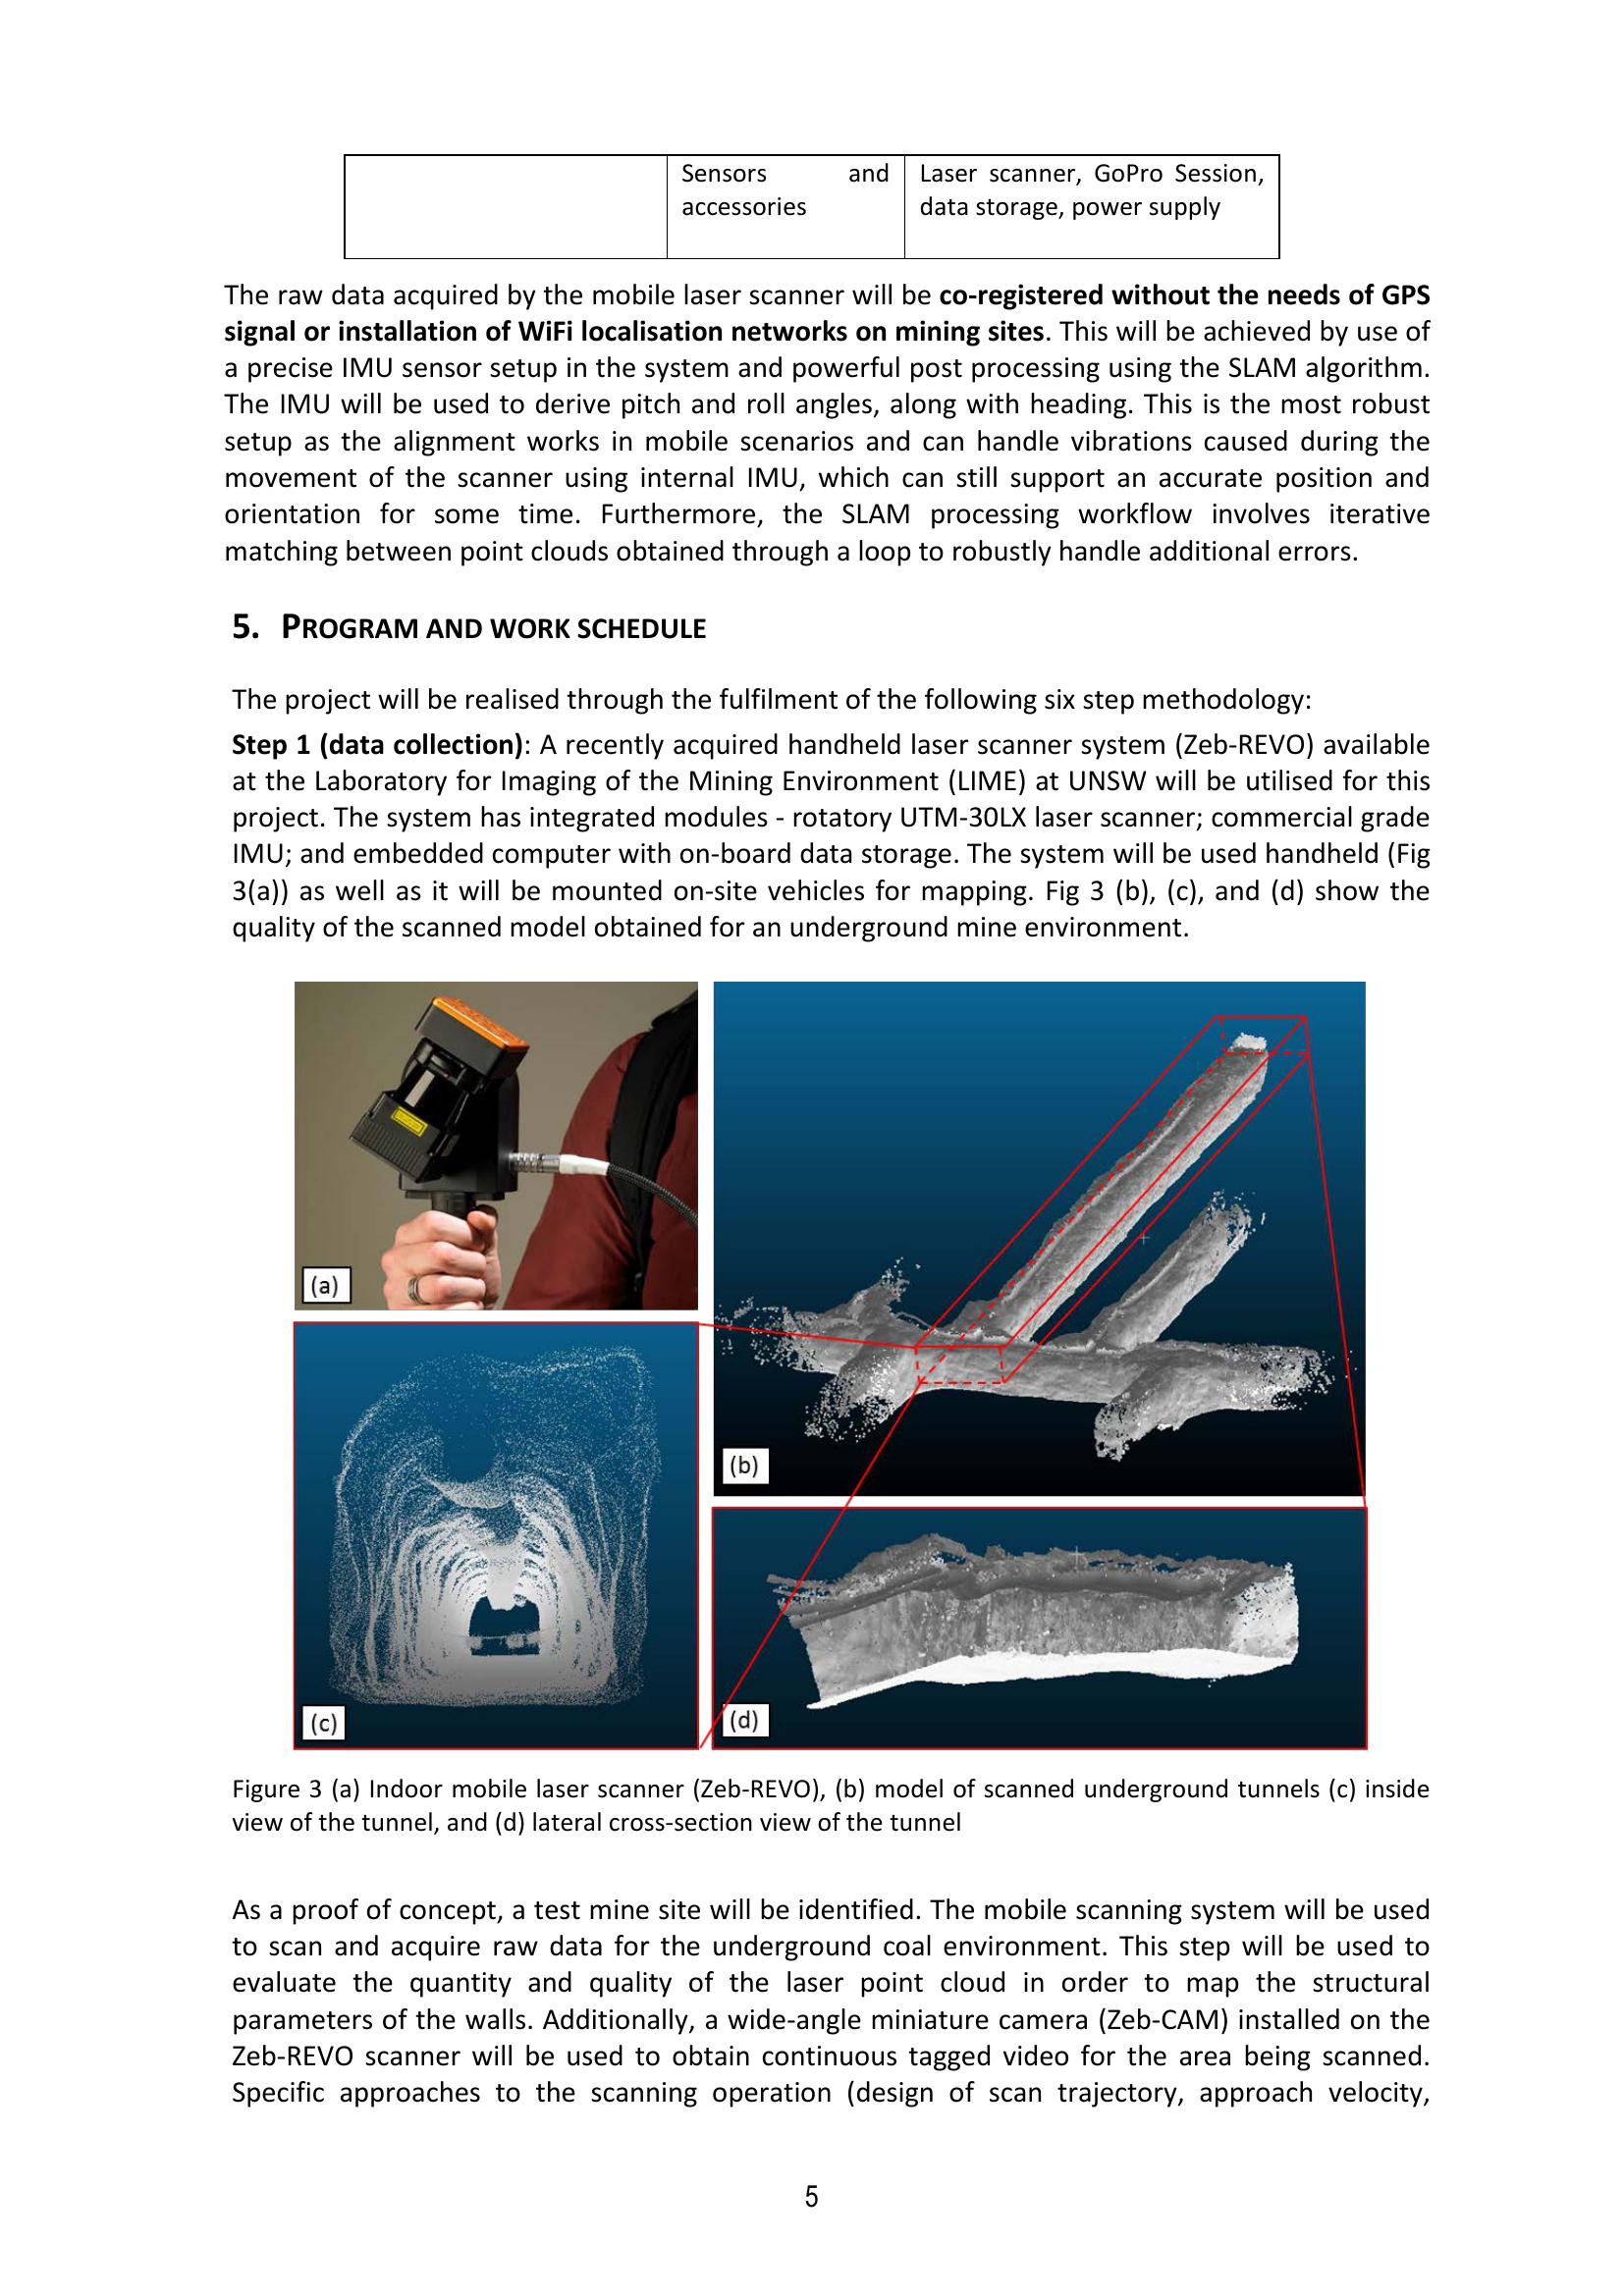 Sensors and
accessories
Laser scanner, GoPro Session,
data storage, power supply
The raw data acquired by the mobile laser scanner will be co-registered without the needs of GPS
signal or installation of WiFi localisation networks on mining sites. This will be achieved by use of
a precise IMU sensor setup in the system and powerful post processing using the SLAM algorithm.
The IMU will be used to derive pitch and roll angles, along with heading. This is the most robust
setup as the alignment works in mobile scenarios and can handle vibrations caused during the
movement of the scanner using internal IMU, which can still support an accurate position and
orientation for some time. Furthermore, the SLAM processing workflow involves iterative
matching between point clouds obtained through a loop to robustly handle additional errors.
5. PROGRAM AND WORK SCHEDULE
The project will be realised through the fulfilment of the following six step methodology:
Step 1 (data collection): A recently acquired handheld laser scanner system (Zeb-REVO) available
at the Laboratory for Imaging of the Mining Environment (LIME) at UNSW will be utilised for this
project. The system has integrated modules - rotatory UTM-30LX laser scanner; commercial grade
IMU; and embedded computer with on-board data storage. The system will be used handheld (Fig
3(a)) as well as it will be mounted on-site vehicles for mapping. Fig 3 (b), (c), and (d) show the
quality of the scanned model obtained for an underground mine environment.
(a)
(b)
(c)
(d)
Figure 3 (a) Indoor mobile laser scanner (Zeb-REVO), (b) model of scanned underground tunnels (c) inside
view of the tunnel, and (d) lateral cross-section view of the tunnel
As a proof of concept, a test mine site will be identified. The mobile scanning system will be used
to scan and acquire raw data for the underground coal environment. This step will be used to
evaluate the quantity and quality of the laser point cloud in order to map the structural
parameters of the walls. Additionally, a wide-angle miniature camera (Zeb-CAM) installed on the
Zeb-REVO scanner will be used to obtain continuous tagged video for the area being scanned.
Specific approaches to the scanning operation (design of scan trajectory, approach velocity,
5